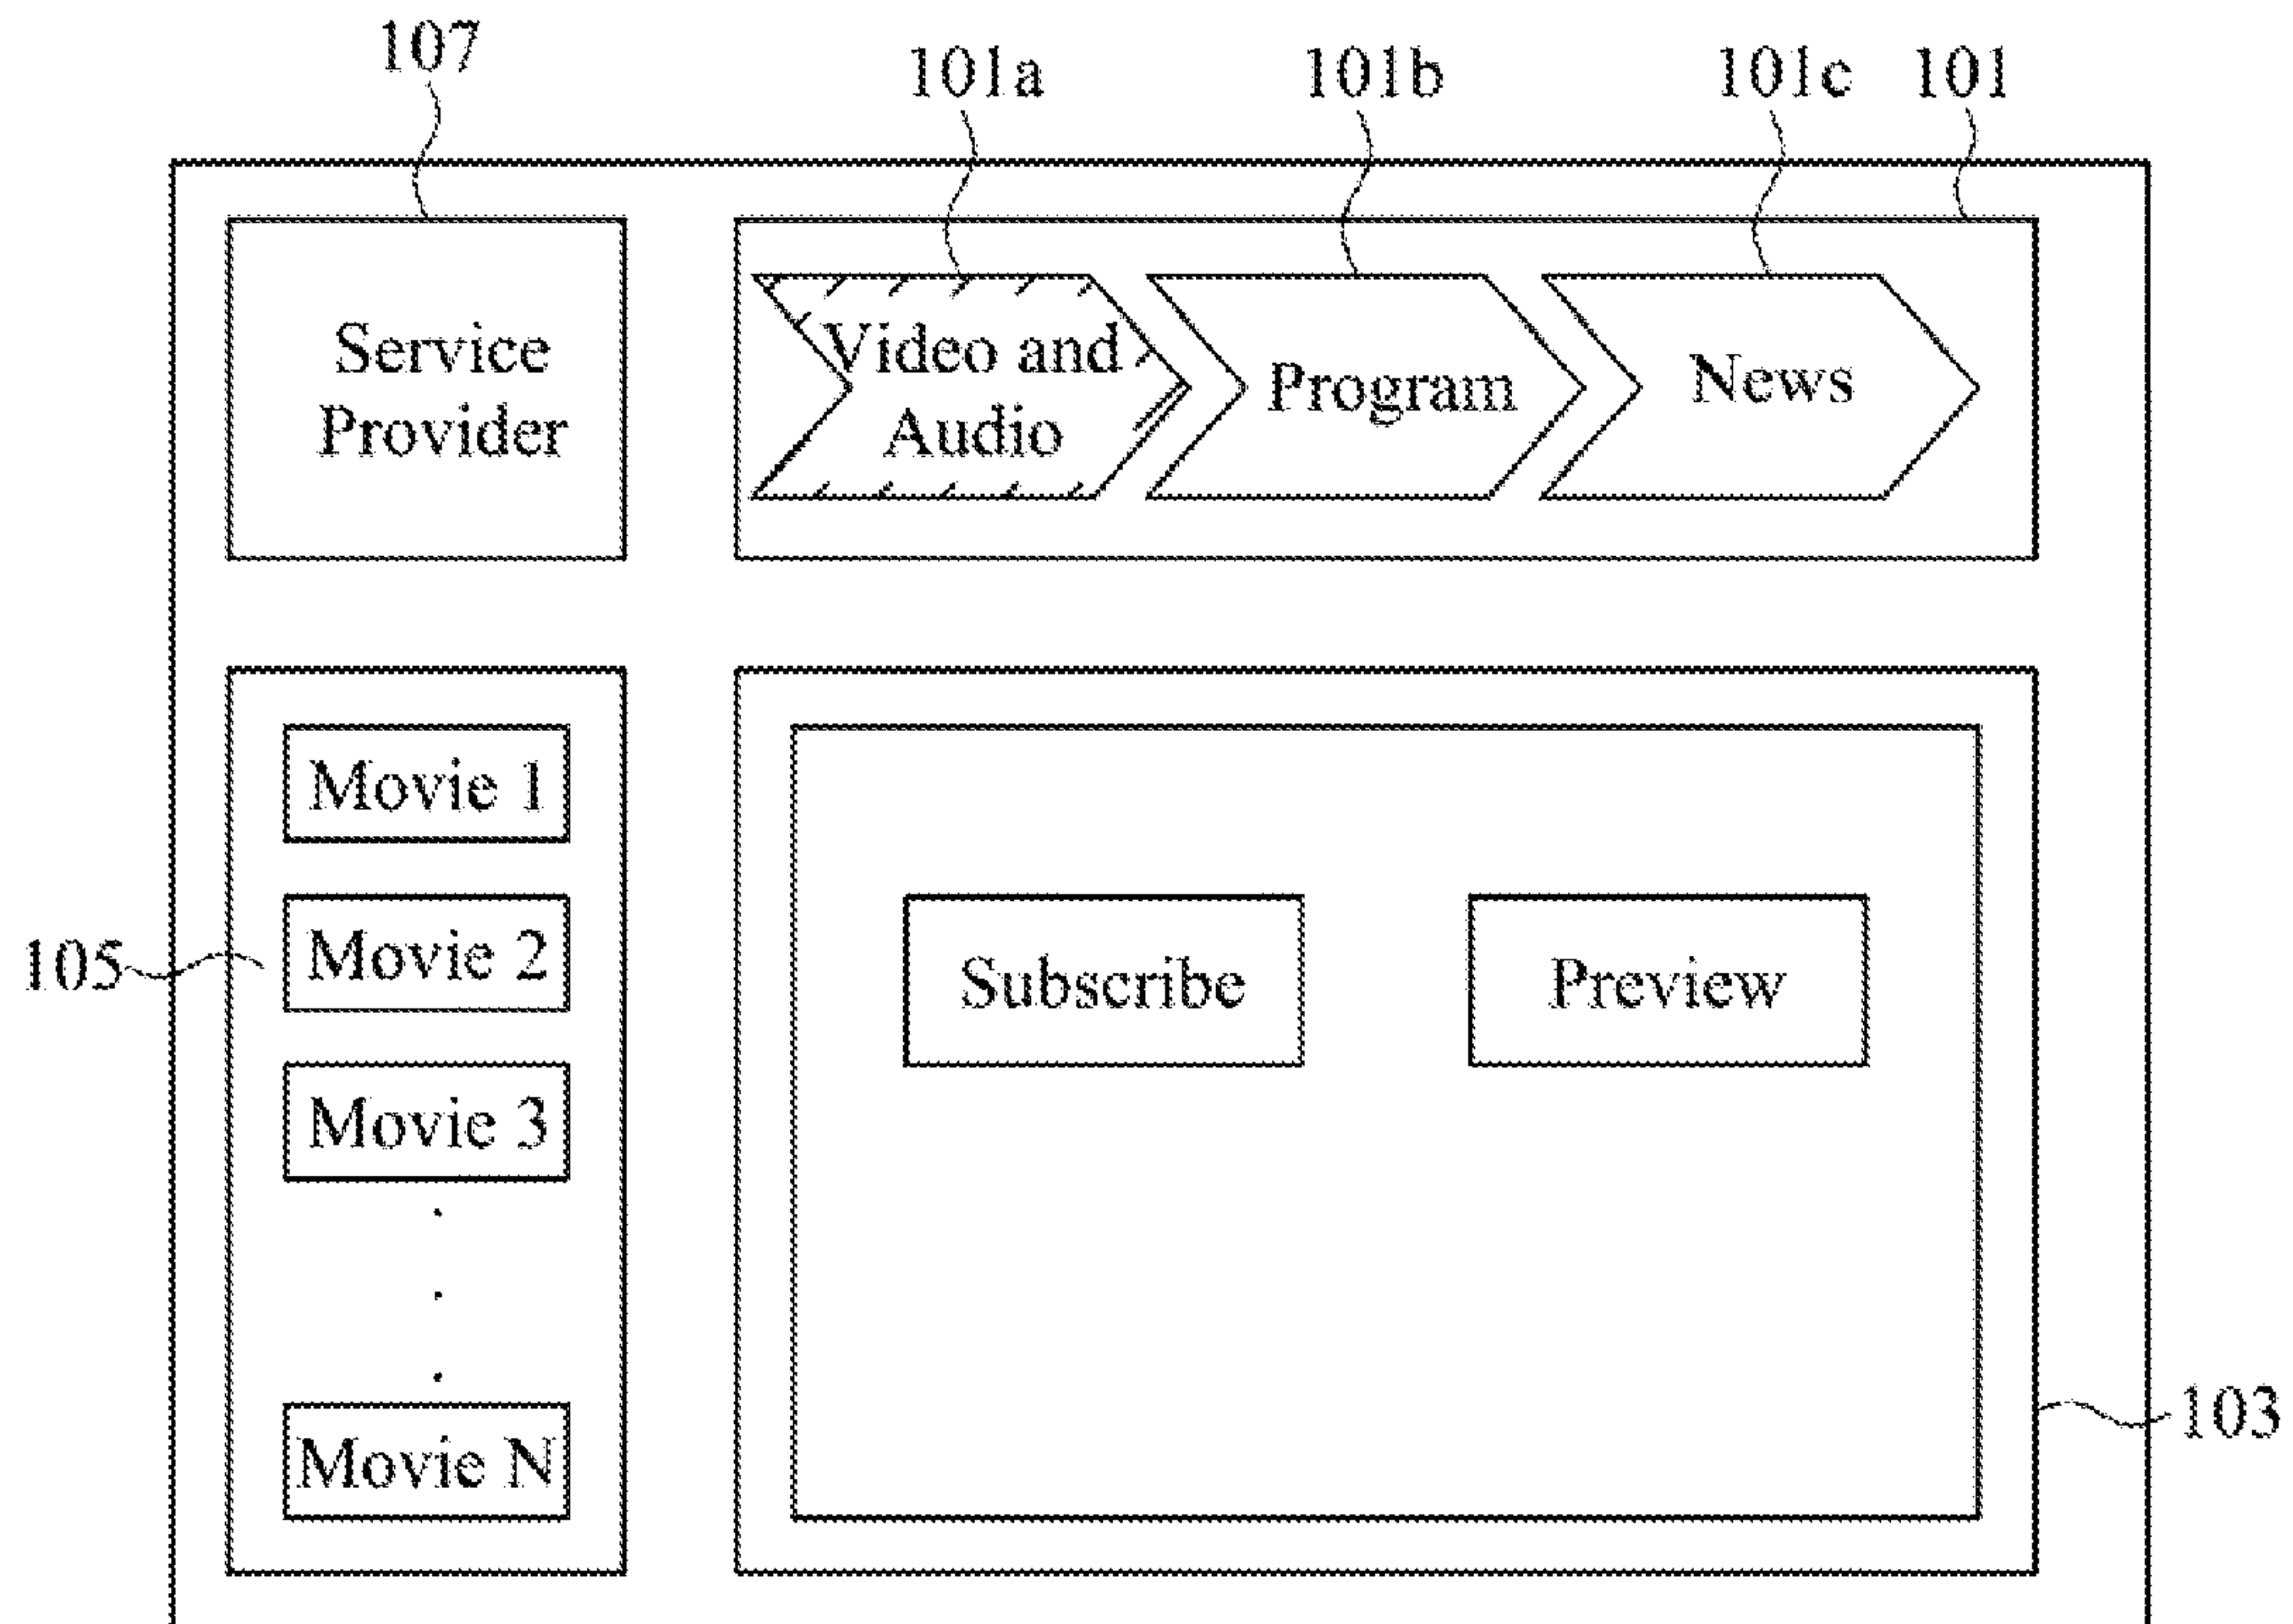 107
101a
101b
101c
101
Service
Provider
Video and
Audio
Program
News
Movie 1
Movie 2
105
Movie 3
Movie N
Subscribe
Preview
103